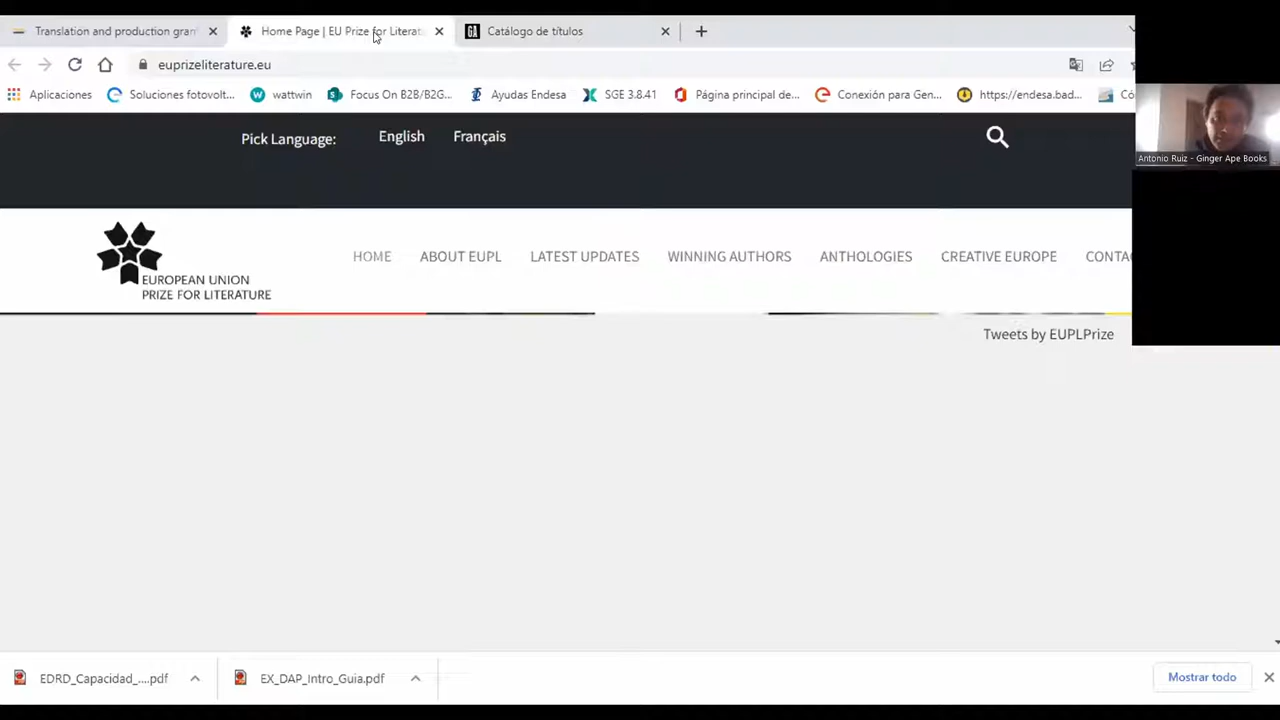 Translation and production gran
Home Page | EU Prize for Literat
GA
Catálogo de títulos
euprizeliterature.eu
Aplicaciones
Soluciones fotovolt...
wattwin
Focus On B2B/B2G...
Ayudas Endesa
SGE 3.8.41
Página principal de...
Conexión para Gen...
https://endesa.bad...
Có
Pick Language:
English
Français
Antonio Ruiz - Ginger Ape Books
EUROPEAN UNION
PRIZE FOR LITERATURE
HOME
ABOUT EUPL
LATEST UPDATES
WINNING AUTHORS
ANTHOLOGIES
CREATIVE EUROPE
CONTAC
Tweets by EUPLPrize
EDRD_Capacidad_....pdf
EX_DAP_Intro_Guia.pdf
Mostrar todo